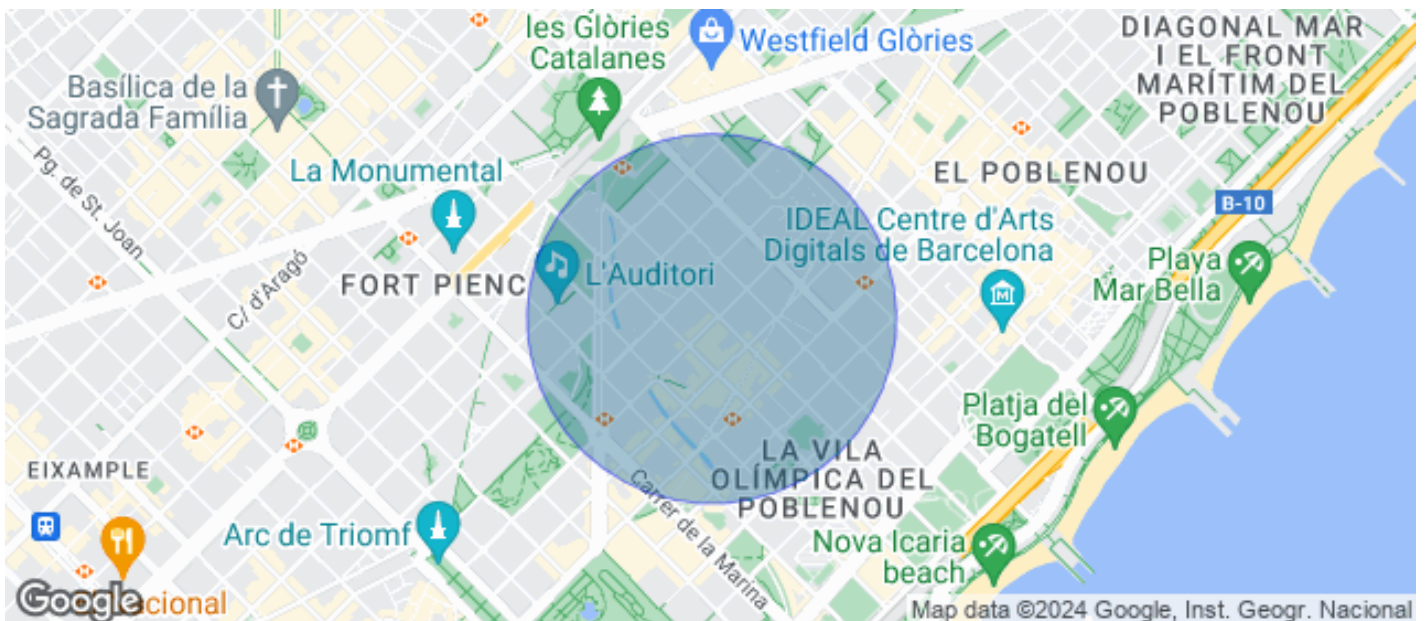 les Glòries
Catalanes
Westfield Glòries
DIAGONAL MAR
I EL FRONT
MARÍTIM DEL
POBLENOU
Basílica de la
Sagrada Família
Pg. de St. Joan
La Monumental
EL POBLENOU
B-10
IDEAL Centre d'Arts
Digitals de Barcelona
C/ d'Aragó
FORT PIENC
L'Auditori
Playa
Mar Bella
Platja del
Bogatell
EIXAMPLE
LA VILA
OLÍMPICA DEL
POBLENOU
Carrer de la Marina
Arc de Triomf
Nova Icaria
beach
Google
Nacional
Map data ©2024 Google, Inst. Geogr. Nacional